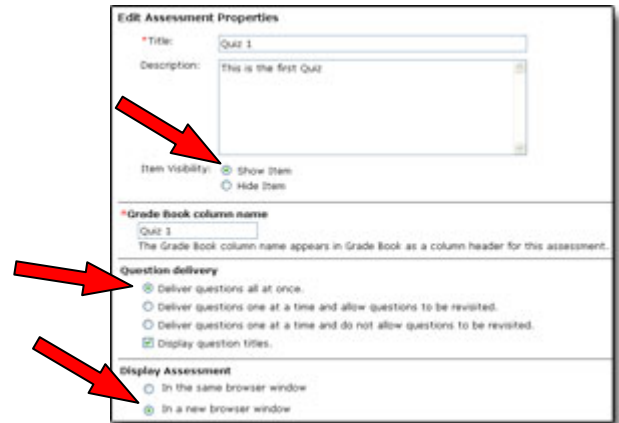 Edit Assessment Properties
*Title: Quiz 1
Description: This is the first Quiz
Item Visibility: Show Item
Hide Item
*Grade Book column name
Quiz 1
The Grade Book column name appears in Grade Book as a column header for this assessment.
Question delivery
Deliver questions all at once.
Deliver questions one at a time and allow questions to be revisited.
Deliver questions one at a time and do not allow questions to be revisited.
Display question titles.
Display Assessment
In the same browser window
In a new browser window